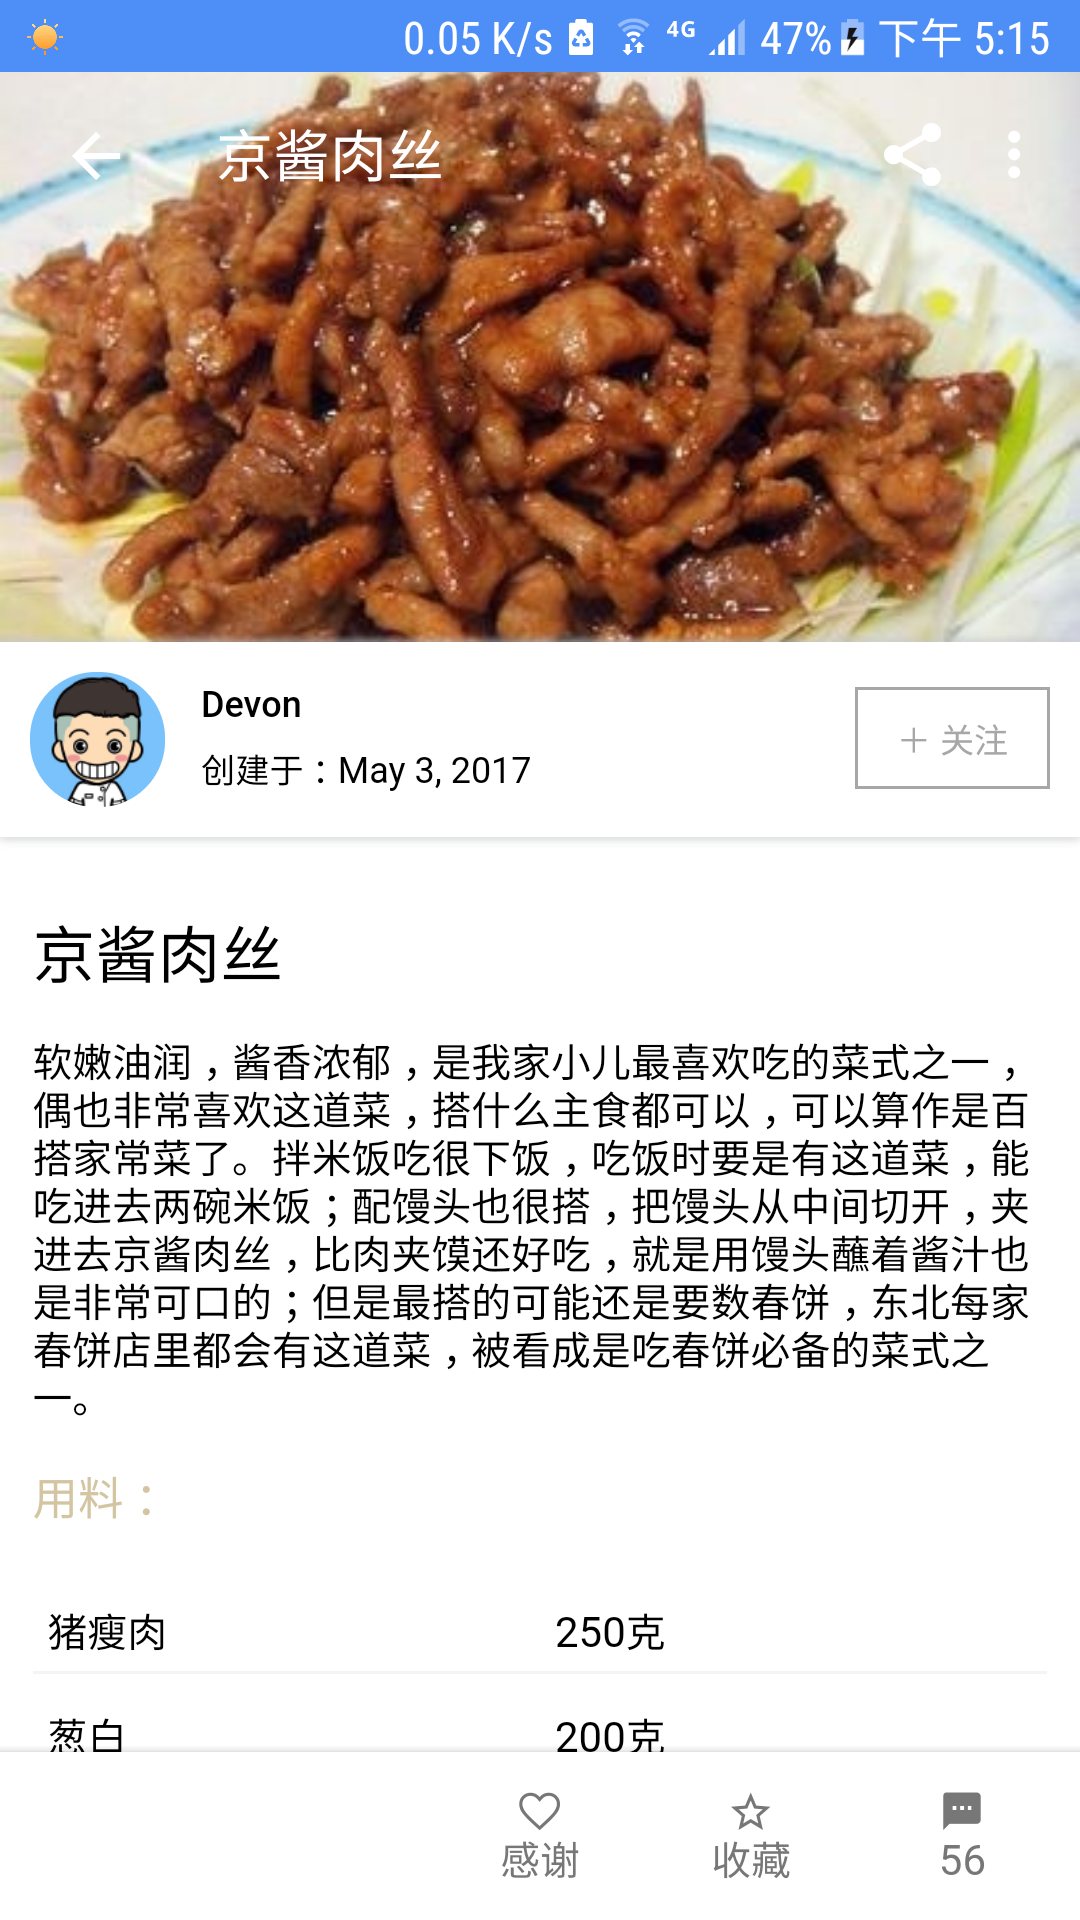 0.05 K/s 4G 47% 下午 5:15
京酱肉丝
Devon
创建于：May 3, 2017
＋ 关注
京酱肉丝
软嫩油润，酱香浓郁，是我家小儿最喜欢吃的菜式之一，
偶也非常喜欢这道菜，搭什么主食都可以，可以算作是百
搭家常菜了。拌米饭吃很下饭，吃饭时要是有这道菜，能
吃进去两碗米饭；配馒头也很搭，把馒头从中间切开，夹
进去京酱肉丝，比肉夹馍还好吃，就是用馒头蘸着酱汁也
是非常可口的；但是最搭的可能还是要数春饼，东北每家
春饼店里都会有这道菜，被看成是吃春饼必备的菜式之
一。
用料：
猪瘦肉 250克
葱白 200克
感谢 收藏 56